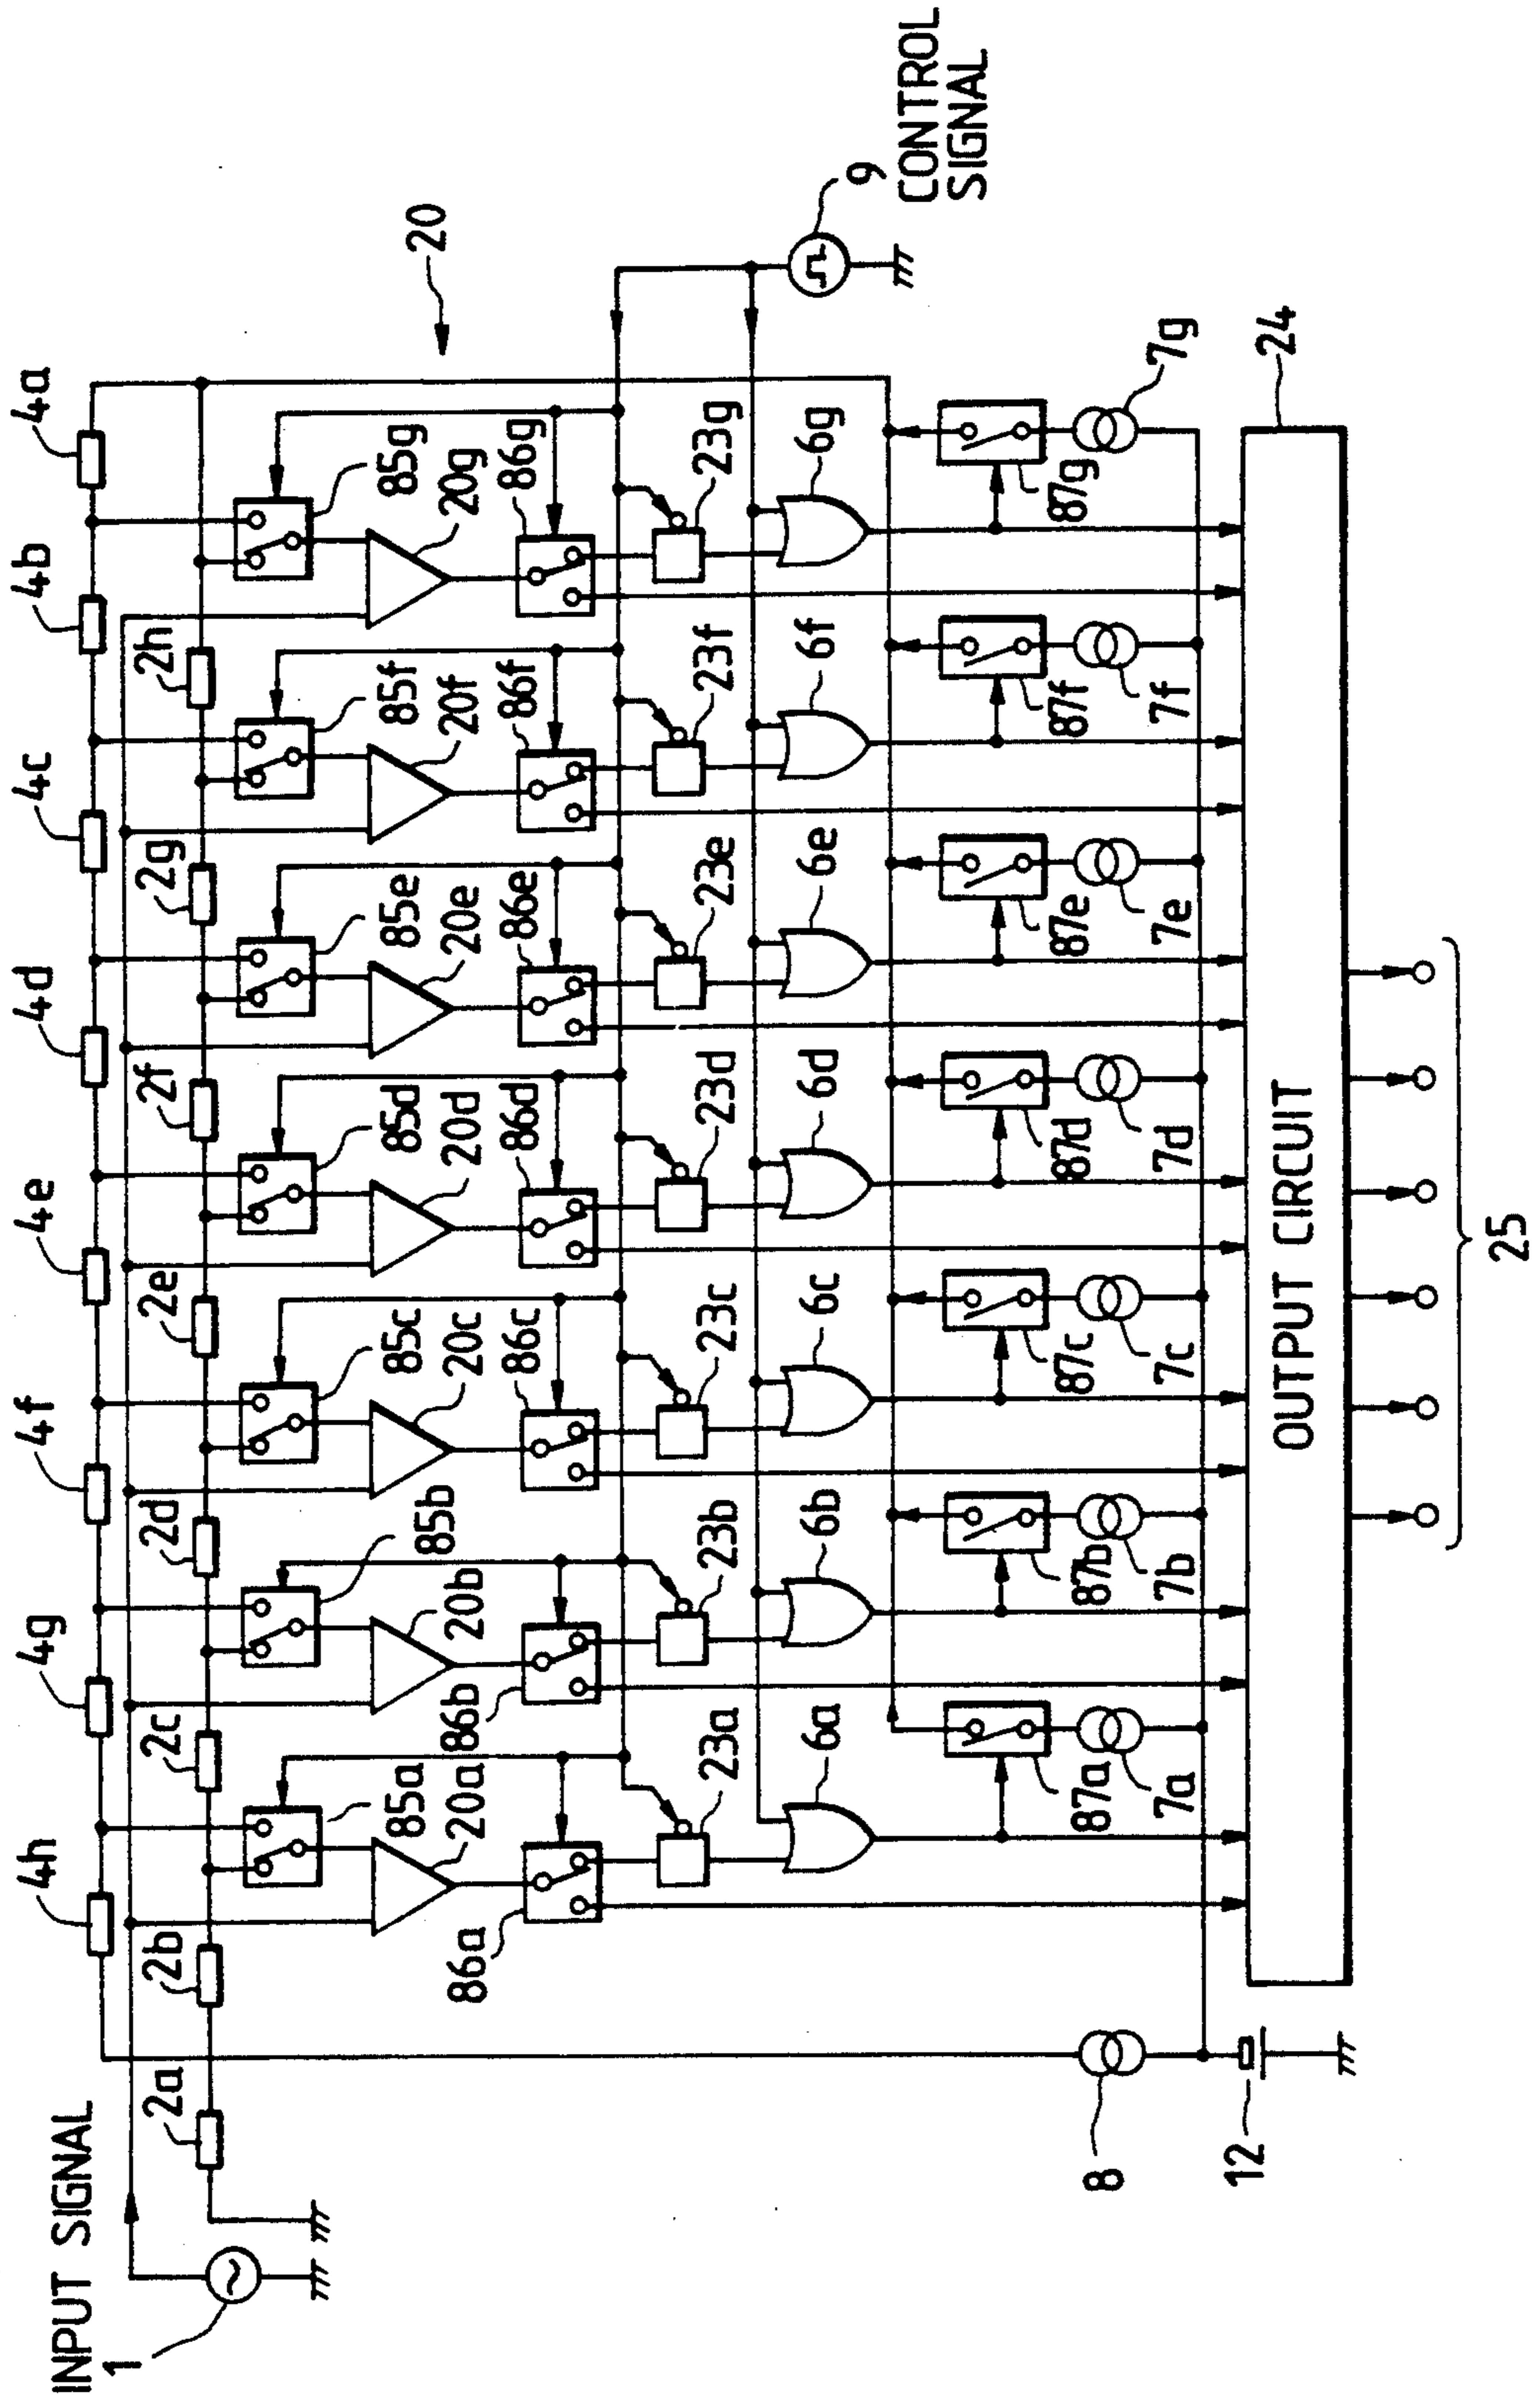 INPUT SIGNAL
1
4h
4g
4f
4e
4d
4c
4b
4a
2a
2b
2c
2d
2e
2f
2g
2h
20
85a
85b
85c
85d
85e
85f
85g
20a
20b
20c
20d
20e
20f
20g
86a
86b
86c
86d
86e
86f
86g
23a
23b
23c
23d
23e
23f
23g
9
CONTROL
SIGNAL
6a
6b
6c
6d
6e
6f
6g
87a
87b
87c
87d
87e
87f
87g
8
7a
7b
7c
7d
7e
7f
7g
12
OUTPUT CIRCUIT
24
25